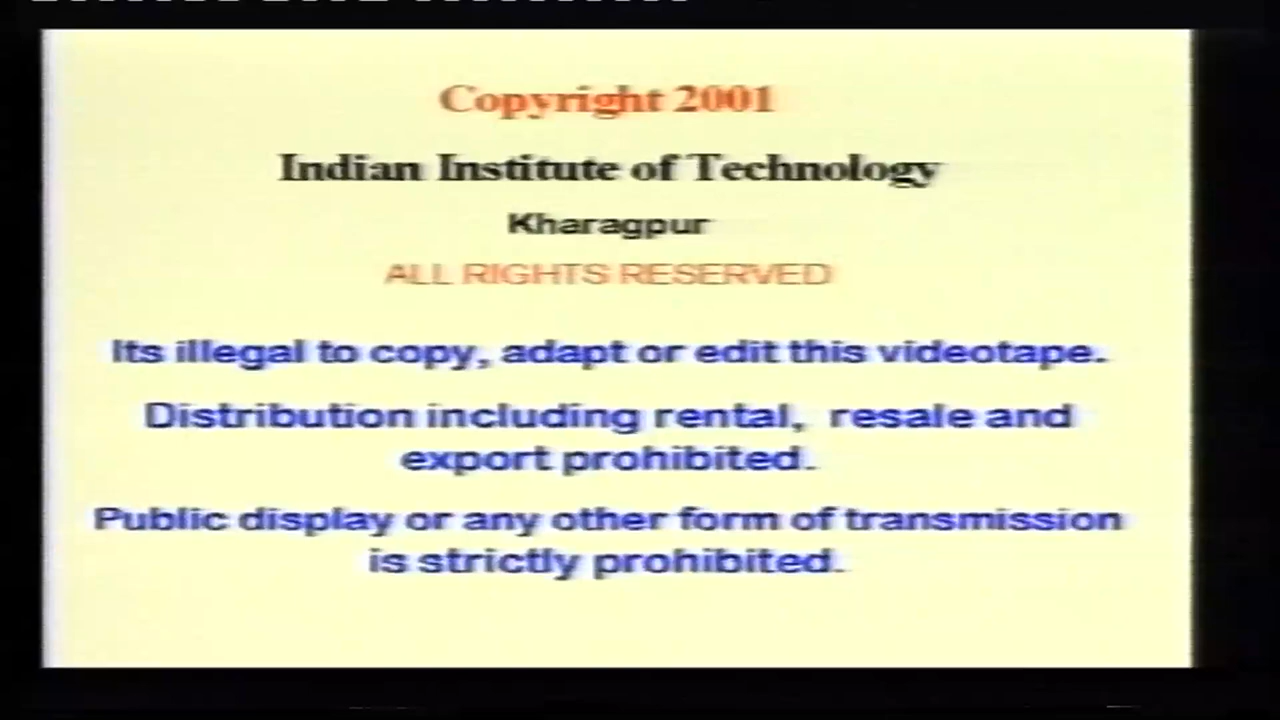 Copyright 2001
Indian Institute of Technology
Kharagpur
ALL RIGHTS RESERVED
Its illegal to copy, adapt or edit this videotape.
Distribution including rental, resale and
export prohibited.
Public display or any other form of transmission
is strictly prohibited.